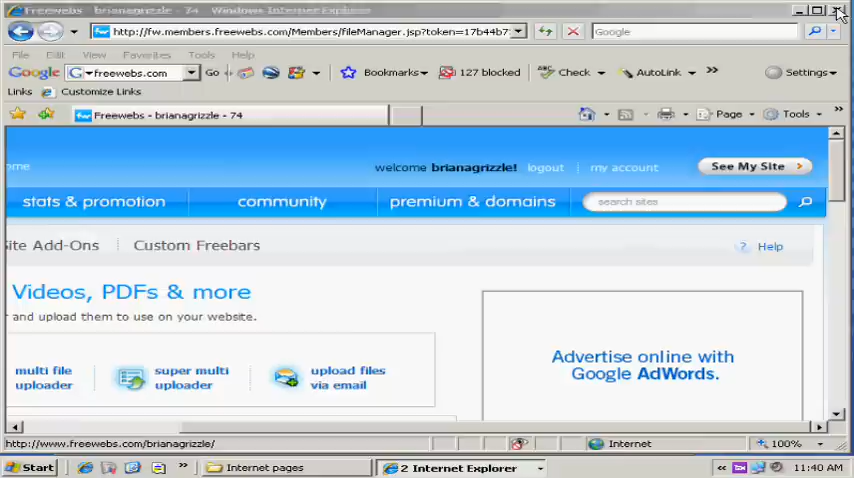 Freewebs - brianagrizzle - 74 - Windows Internet Explorer
http://fw.members.freewebs.com/Members/fileManager.jsp?token=17b44b7
Google
File Edit View Favorites Tools Help
Google G freewebs.com Go Bookmarks 127 blocked Check AutoLink » Settings
Links Customize Links
fw Freewebs - brianagrizzle - 74 Page Tools »
ome welcome brianagrizzle! logout my account See My Site >
stats & promotion community premium & domains search sites
ite Add-Ons Custom Freebars ? Help
Videos, PDFs & more
r and upload them to use on your website.
multi file uploader
super multi uploader
upload files via email
Advertise online with
Google AdWords.
http://www.freewebs.com/brianagrizzle/ Internet 100%
Start » Internet pages 2 Internet Explorer « 11:40 AM